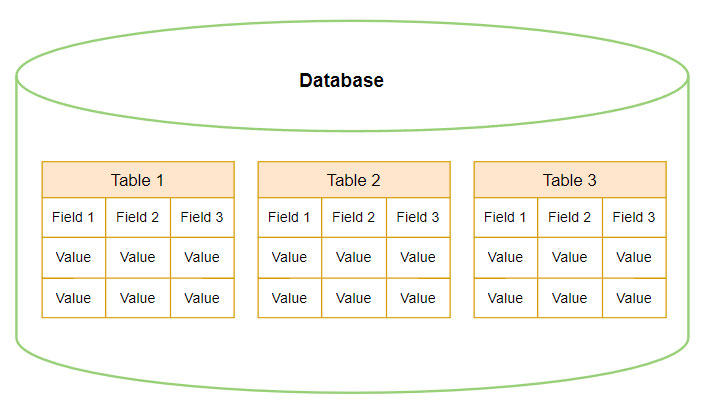 Database
Table 1 Table 2 Table 3
Field 1 Field 2 Field 3 Field 1 Field 2 Field 3 Field 1 Field 2 Field 3
Value Value Value Value Value Value Value Value Value
Value Value Value Value Value Value Value Value Value